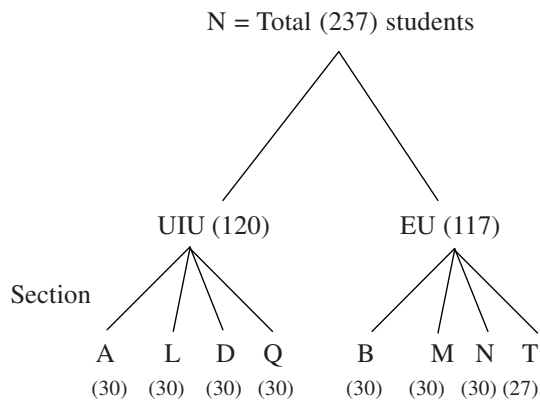 N = Total (237) students
UIU (120) EU (117)
Section
A L D Q B M N T
(30) (30) (30) (30) (30) (30) (30) (27)